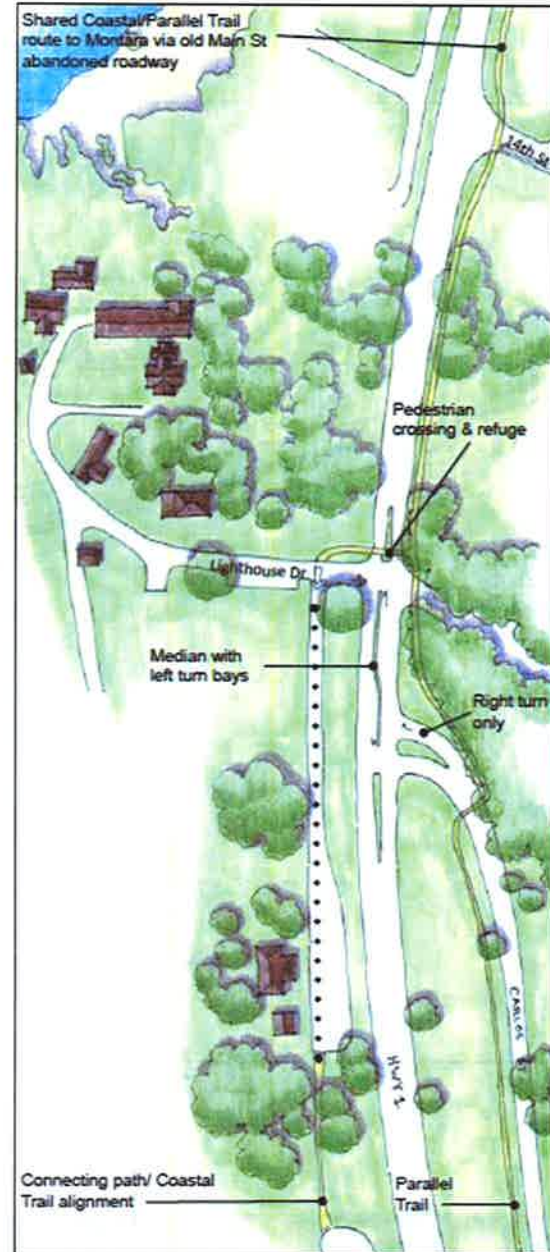 Shared Coastal/Parallel Trail
route to Montara via old Main St
abandoned roadway
14th St
Pedestrian
crossing & refuge
Lighthouse Dr.
Median with
left turn bays
Right turn
only
CARLOS
HWY 1
Connecting path/ Coastal
Trail alignment
Parallel
Trail